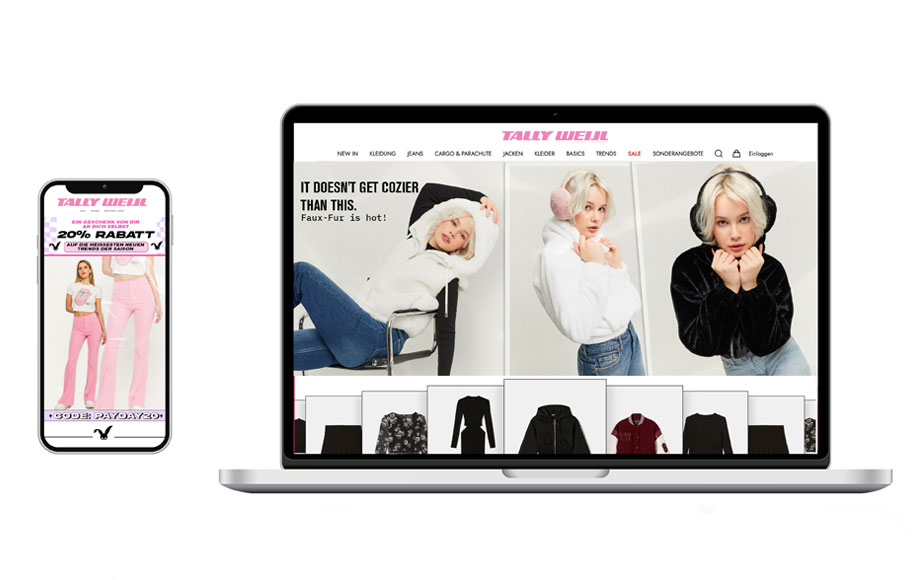 TALLY WEIJL
EIN GESCHENK VON DIR
AN DICH SELBST
20% RABATT
AUF DIE HEISSESTEN NEUEN
TRENDS DER SAISON
CODE: PAYDAY20
TALLY WEIJL
NEW IN KLEIDUNG JEANS CARGO & PARACHUTE JACKEN KLEIDER BASICS TRENDS SALE SONDERANGEBOTE Einloggen
IT DOESN'T GET COZIER
THAN THIS.
Faux-Fur is hot!